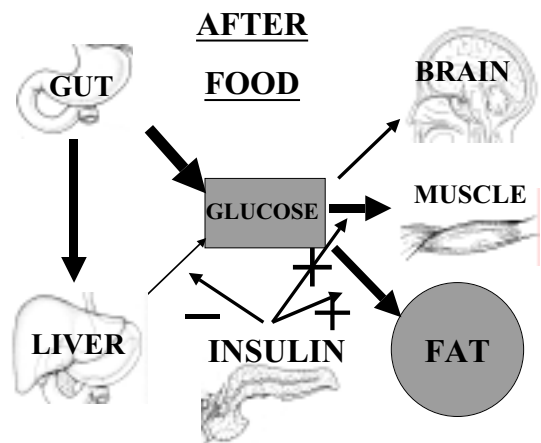 AFTER
FOOD
GUT
BRAIN
GLUCOSE
MUSCLE
+
−
+
LIVER
INSULIN
FAT